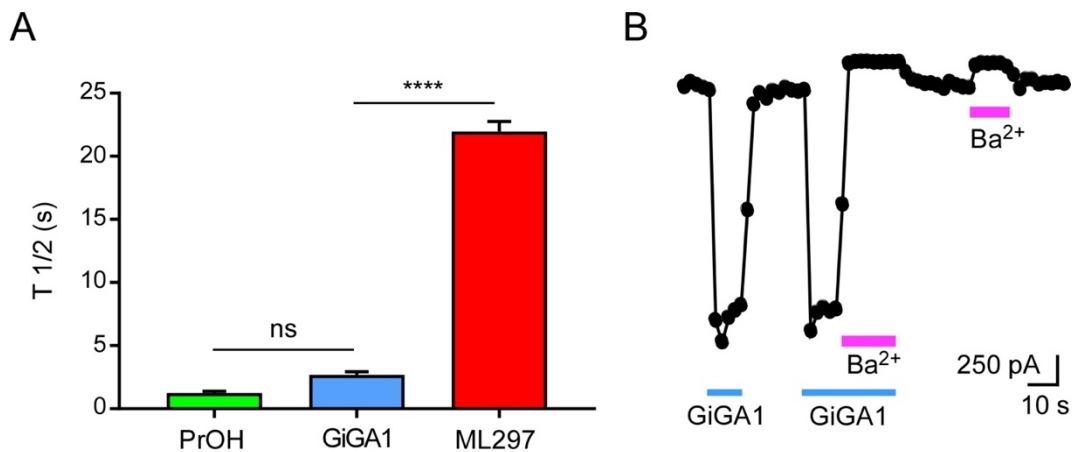 A
B
T 1/2 (s)
25
20
15
10
5
0
ns
****
PrOH
GiGA1
ML297
Ba²⁺
Ba²⁺
GiGA1
GiGA1
250 pA
10 s